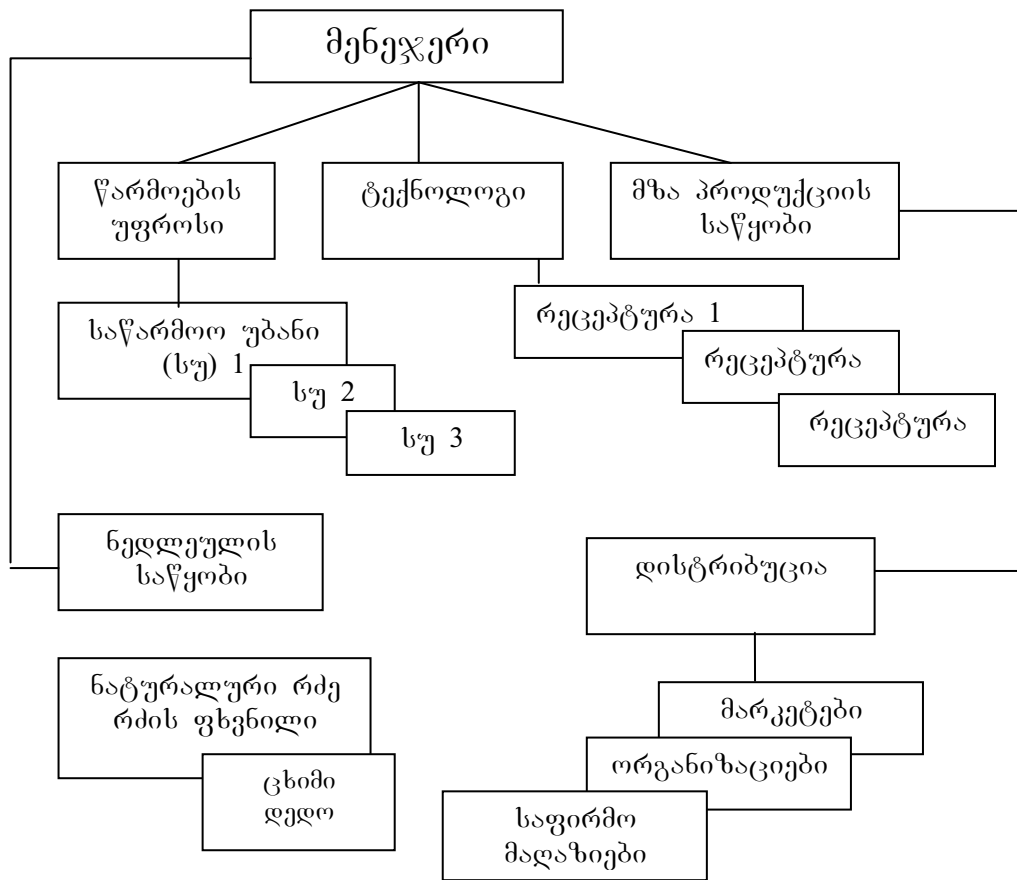 მენეჯერი
წარმოების
უფროსი
ტექნოლოგი
მზა პროდუქციის
საწყობი
საწარმოო უბანი
(სუ) 1
სუ 2
სუ 3
რეცეპტურა 1
რეცეპტურა
რეცეპტურა
ნედლეულის
საწყობი
დისტრიბუცია
ნატურალური რძე
რძის ფხვნილი
ცხიმი
დედო
მარკეტები
ორგანიზაციები
საფირმო
მაღაზიები